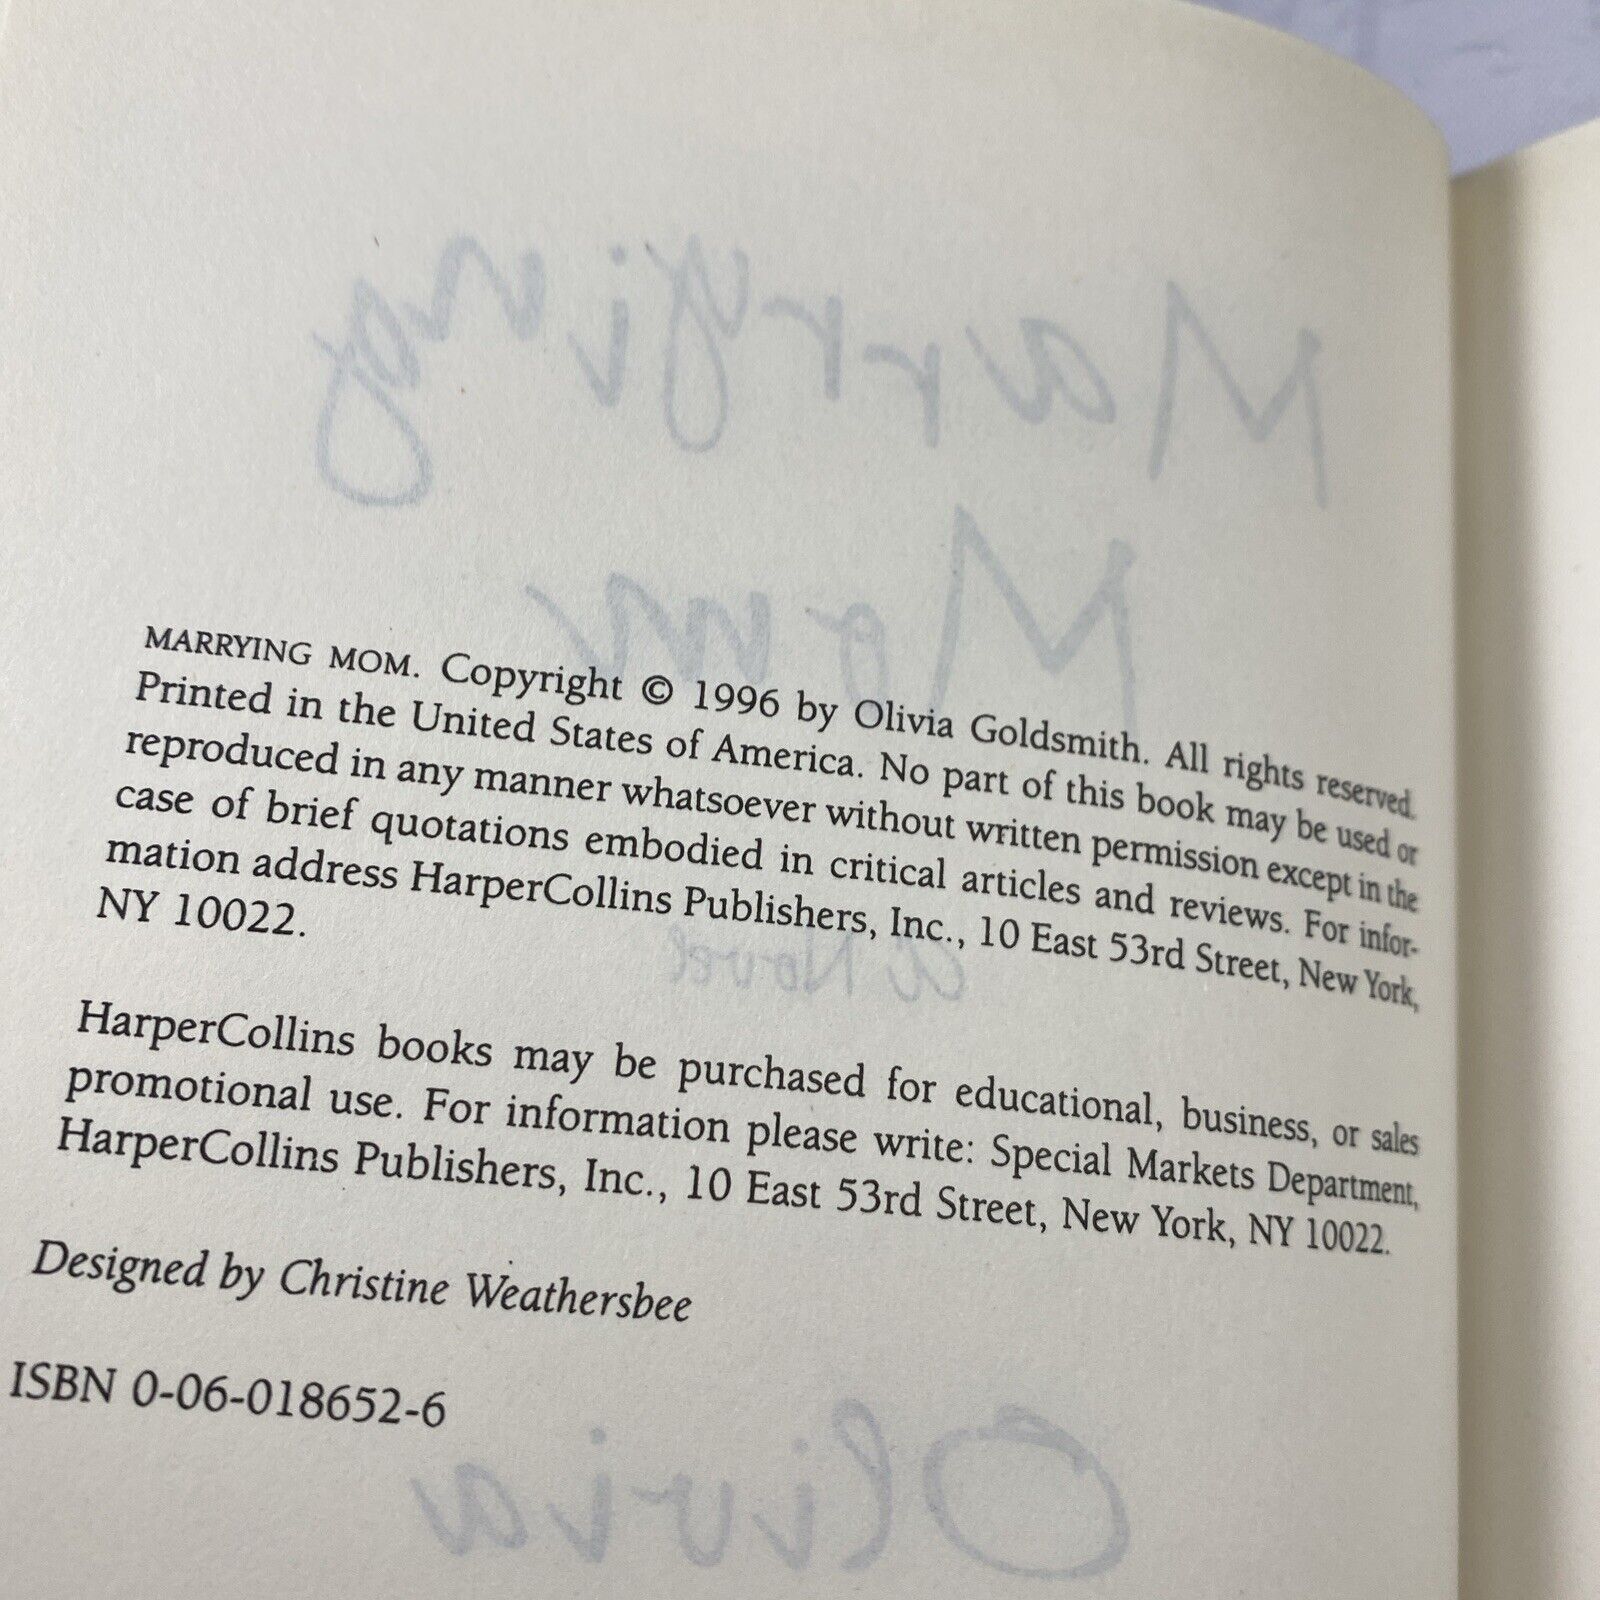 Marrying
Mom
MARRYING MOM. Copyright © 1996 by Olivia Goldsmith. All rights reserved.
Printed in the United States of America. No part of this book may be used or
reproduced in any manner whatsoever without written permission except in the
case of brief quotations embodied in critical articles and reviews. For infor-
mation address HarperCollins Publishers, Inc., 10 East 53rd Street, New York,
NY 10022.
a Novel
HarperCollins books may be purchased for educational, business, or sales
promotional use. For information please write: Special Markets Department,
HarperCollins Publishers, Inc., 10 East 53rd Street, New York, NY 10022.
Designed by Christine Weathersbee
ISBN 0-06-018652-6
Olivia